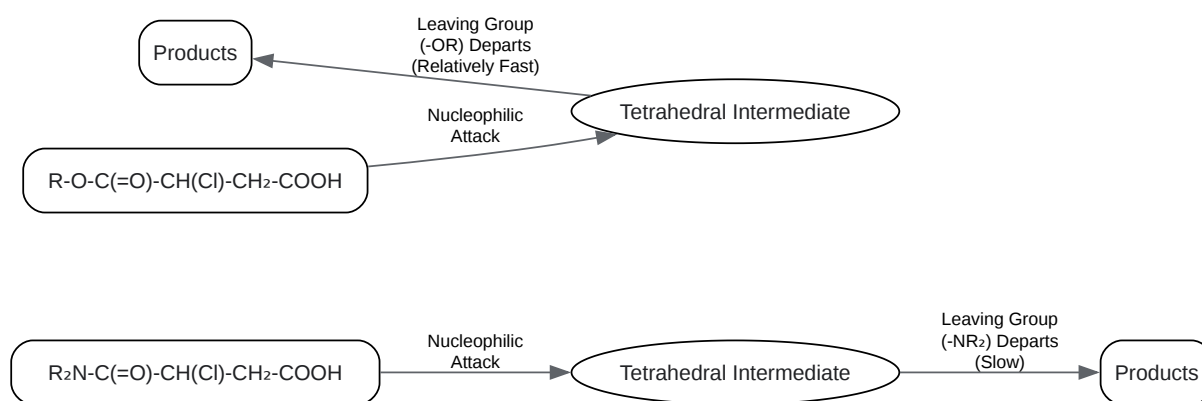 Leaving Group
(-OR) Departs
(Relatively Fast)
Products
Tetrahedral Intermediate
Nucleophilic
Attack
R-O-C(=O)-CH(Cl)-CH₂-COOH
Leaving Group
(-NR₂) Departs
(Slow)
Nucleophilic
Attack
R₂N-C(=O)-CH(Cl)-CH₂-COOH
Tetrahedral Intermediate
Products